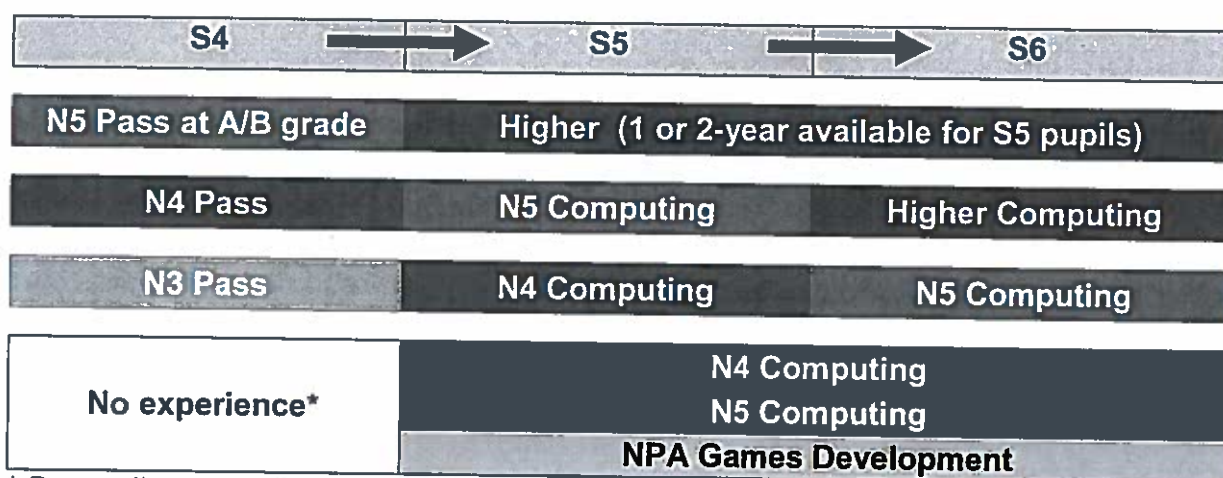 S4 S5 S6
N5 Pass at A/B grade Higher (1 or 2-year available for S5 pupils)
N4 Pass N5 Computing Higher Computing
N3 Pass N4 Computing N5 Computing
N4 Computing
No experience*
N5 Computing
NPA Games Development
*